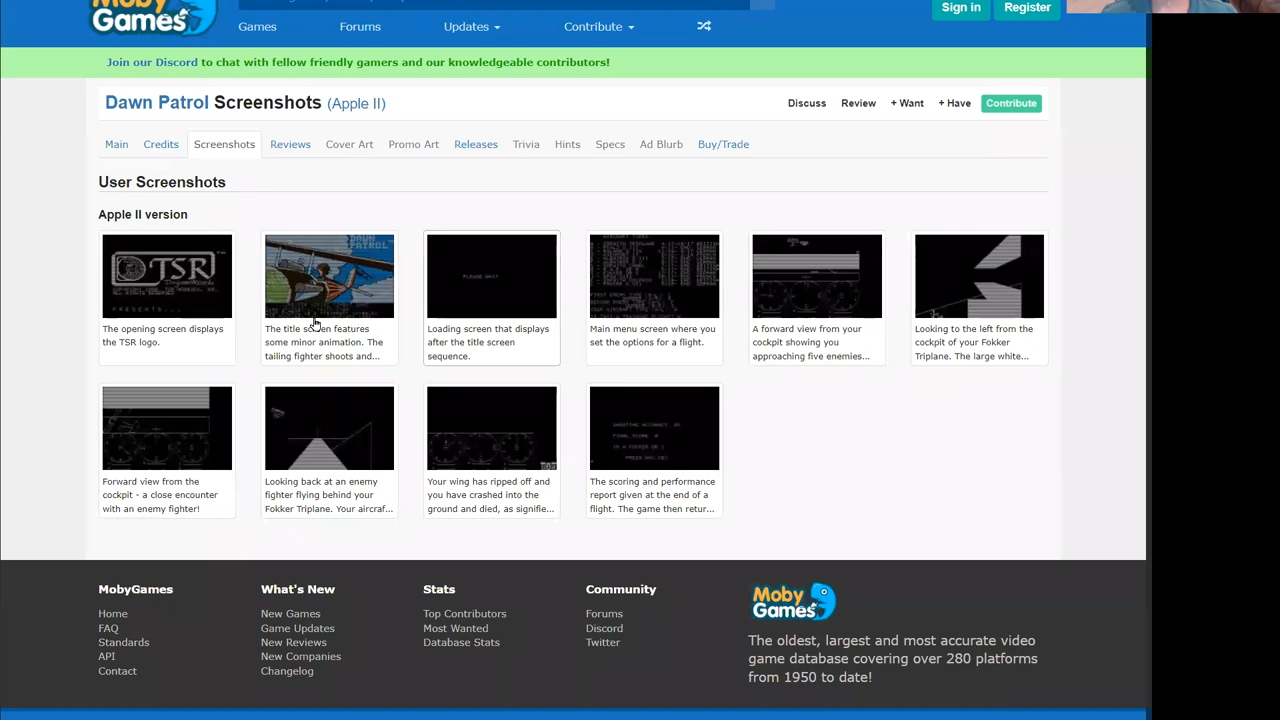 Moby
Games
Sign in
Register
Games
Forums
Updates
Contribute
Join our Discord to chat with fellow friendly gamers and our knowledgeable contributors!
Dawn Patrol Screenshots (Apple II)
Discuss
Review
+ Want
+ Have
Contribute
Main
Credits
Screenshots
Reviews
Cover Art
Promo Art
Releases
Trivia
Hints
Specs
Ad Blurb
Buy/Trade
User Screenshots
Apple II version
TSR
PRESENTS...
DAWN
PATROL
PLEASE WAIT
The opening screen displays
the TSR logo.
The title screen features
some minor animation. The
tailing fighter shoots and...
Loading screen that displays
after the title screen
sequence.
Main menu screen where you
set the options for a flight.
A forward view from your
cockpit showing you
approaching five enemies...
Looking to the left from the
cockpit of your Fokker
Triplane. The large white...
FINAL SCORE
Forward view from the
cockpit - a close encounter
with an enemy fighter!
Looking back at an enemy
fighter flying behind your
Fokker Triplane. Your aircraf...
Your wing has ripped off and
you have crashed into the
ground and died, as signifie...
The scoring and performance
report given at the end of a
flight. The game then retur...
MobyGames
Home
FAQ
Standards
API
Contact
What's New
New Games
Game Updates
New Reviews
New Companies
Changelog
Stats
Top Contributors
Most Wanted
Database Stats
Community
Forums
Discord
Twitter
Moby
Games
The oldest, largest and most accurate video
game database covering over 280 platforms
from 1950 to date!